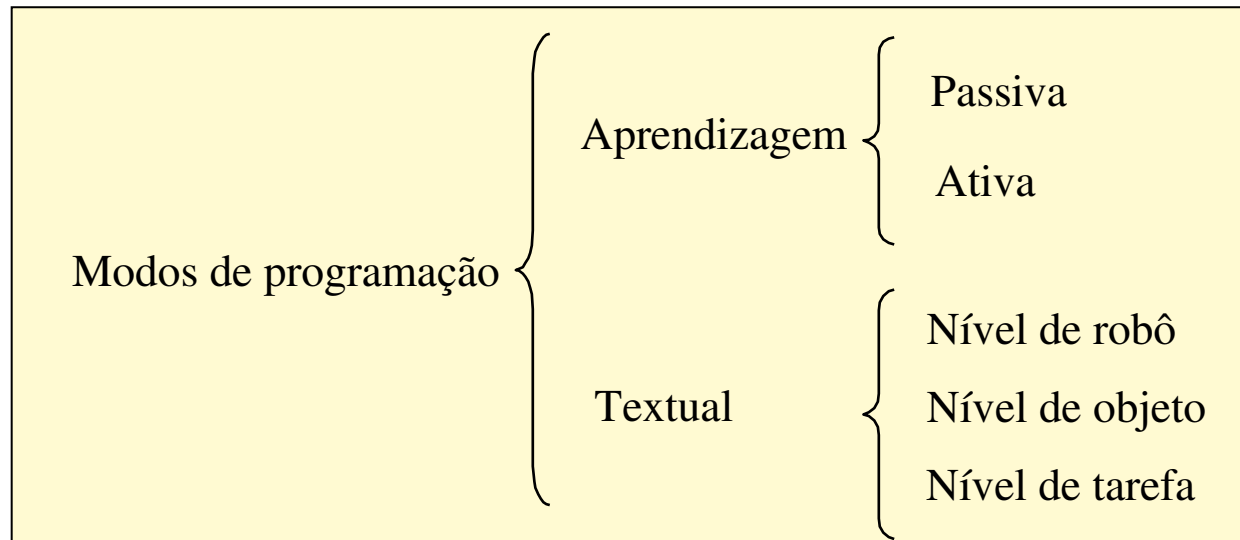 Modos de programação
Aprendizagem
Passiva
Ativa
Textual
Nível de robô
Nível de objeto
Nível de tarefa